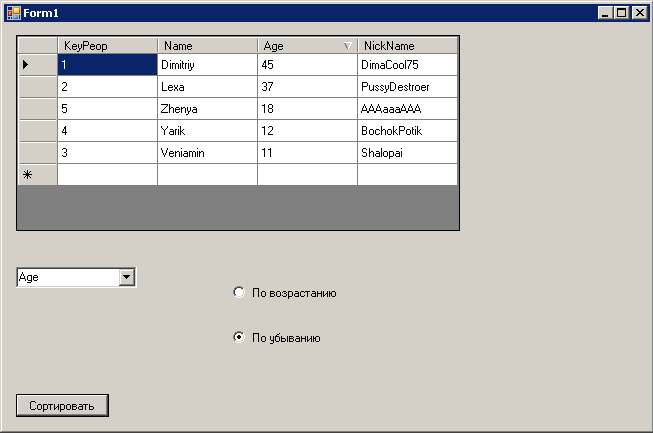 Form1
KeyPeop Name Age NickName
1 Dimitriy 45 DimaCool75
2 Lexa 37 PussyDestroer
5 Zhenya 18 AAAaaaAAA
4 Yarik 12 BochokPotik
3 Veniamin 11 Shalopai
Age
По возрастанию
По убыванию
Сортировать